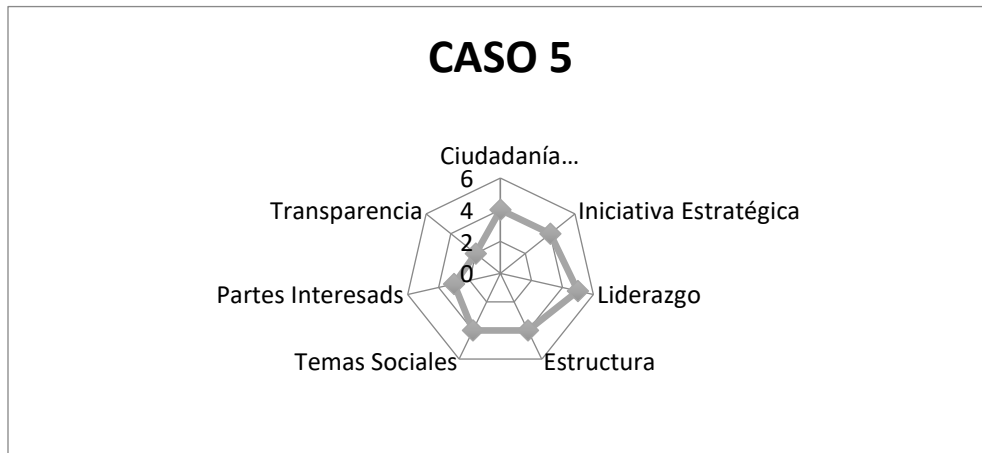 CASO 5
Ciudadanía...
6
4
2
0
Iniciativa Estratégica
Liderazgo
Estructura
Temas Sociales
Partes Interesads
Transparencia